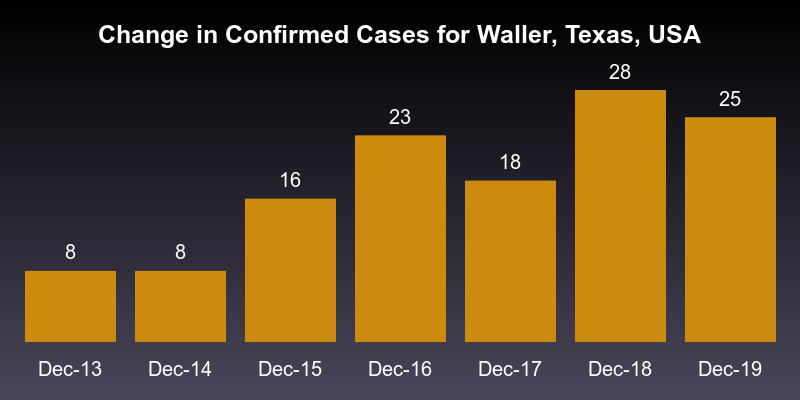 Change in Confirmed Cases for Waller, Texas, USA
28
25
23
18
16
8
8
Dec-13
Dec-14
Dec-15
Dec-16
Dec-17
Dec-18
Dec-19